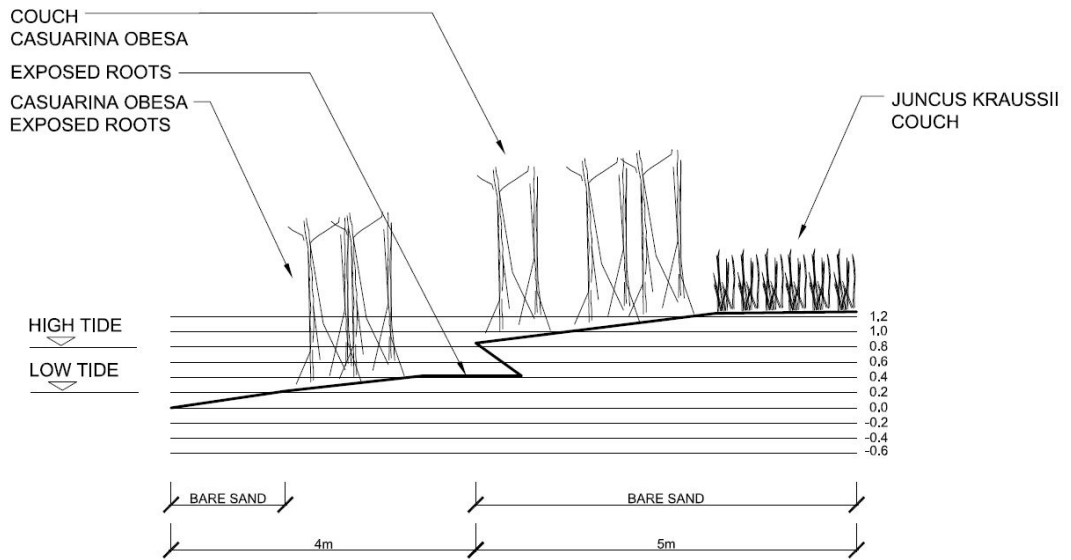 COUCH
CASUARINA OBESA
EXPOSED ROOTS
CASUARINA OBESA
EXPOSED ROOTS
JUNCUS KRAUSSII
COUCH
HIGH TIDE
LOW TIDE
1.2
1.0
0.8
0.6
0.4
0.2
0.0
-0.2
-0.4
-0.6
BARE SAND
BARE SAND
4m
5m